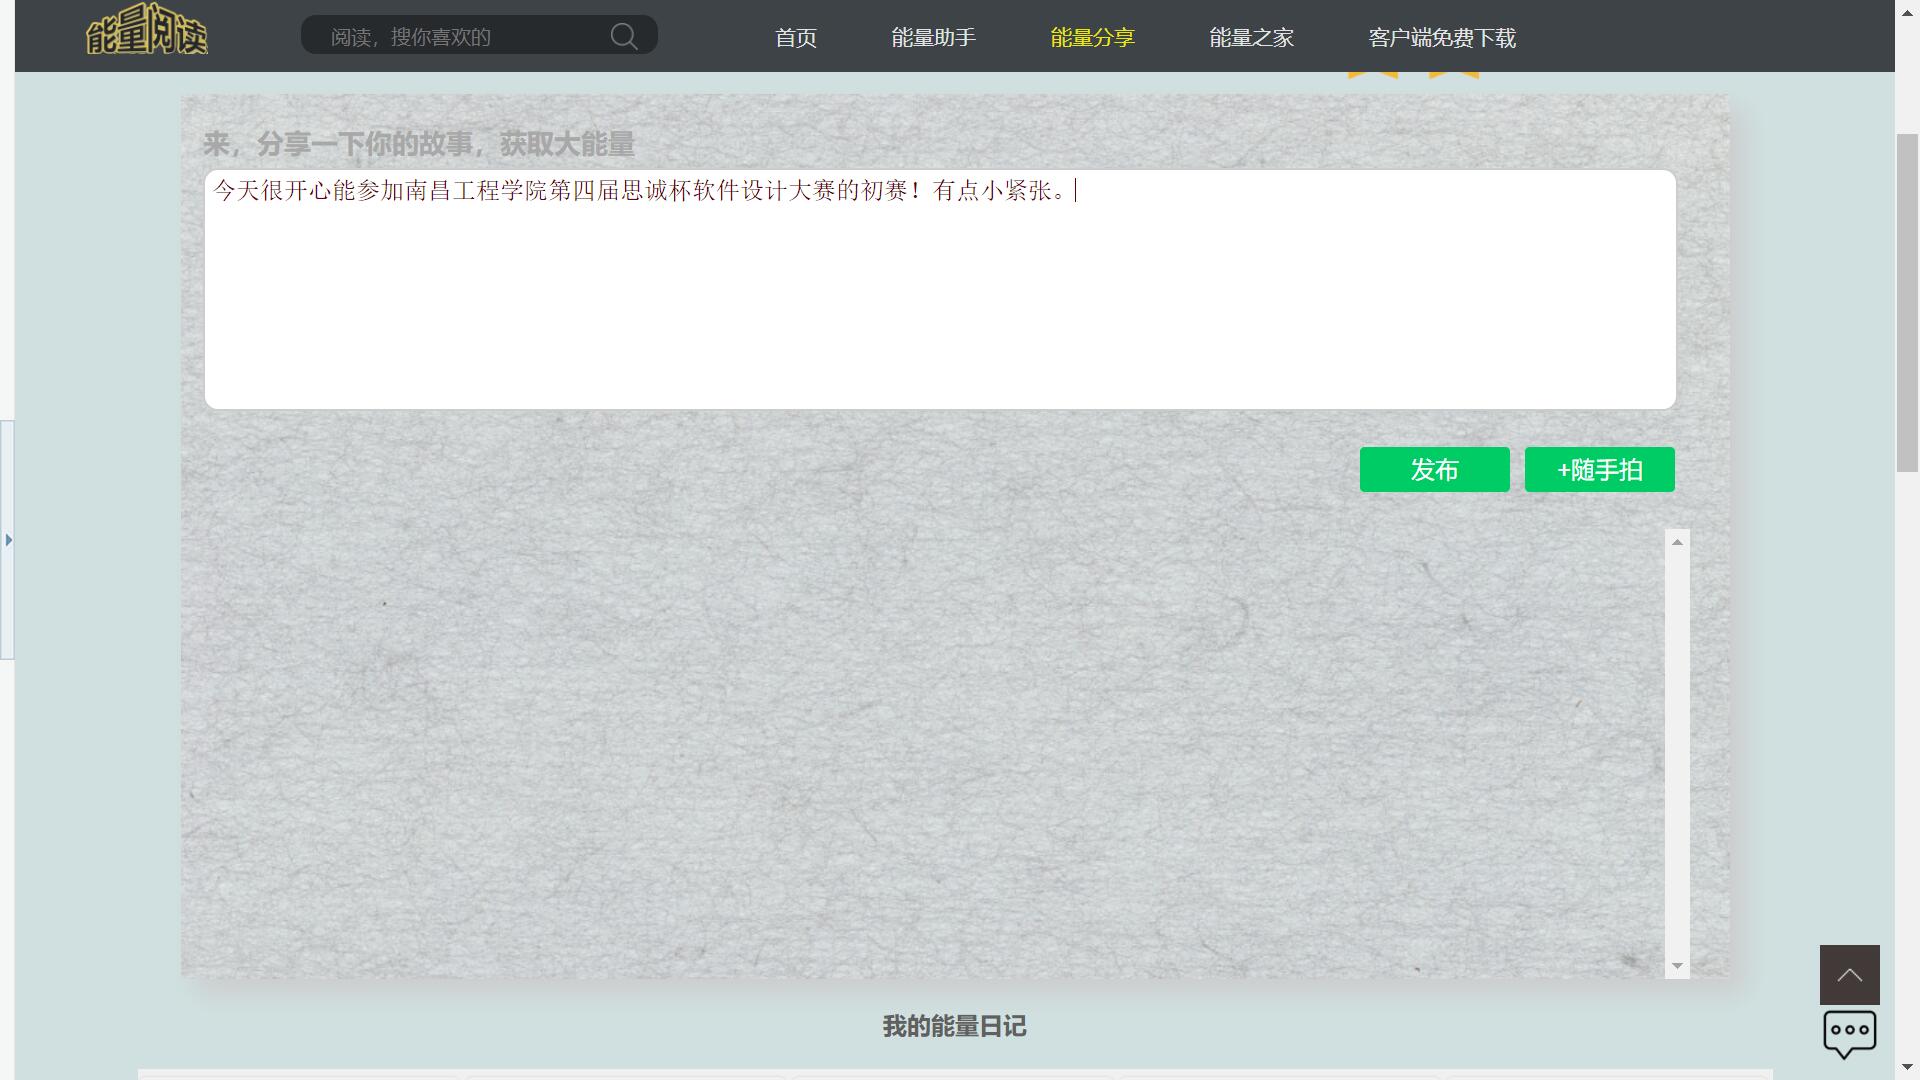 能量阅读
阅读，搜你喜欢的
首页 能量助手 能量分享 能量之家 客户端免费下载
来，分享一下你的故事，获取大能量
今天很开心能参加南昌工程学院第四届思诚杯软件设计大赛的初赛！有点小紧张。
发布 +随手拍
我的能量日记